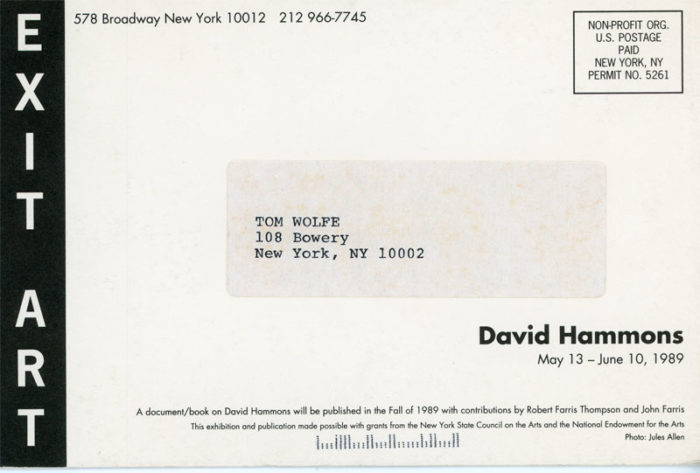 EXIT ART
578 Broadway New York 10012 212 966-7745
NON-PROFIT ORG.
U.S. POSTAGE
PAID
NEW YORK, NY
PERMIT NO. 5261
TOM WOLFE
108 Bowery
New York, NY 10002
David Hammons
May 13 – June 10, 1989
A document/book on David Hammons will be published in the Fall of 1989 with contributions by Robert Farris Thompson and John Farris
This exhibition and publication made possible with grants from the New York State Council on the Arts and the National Endowment for the Arts
Photo: Jules Allen